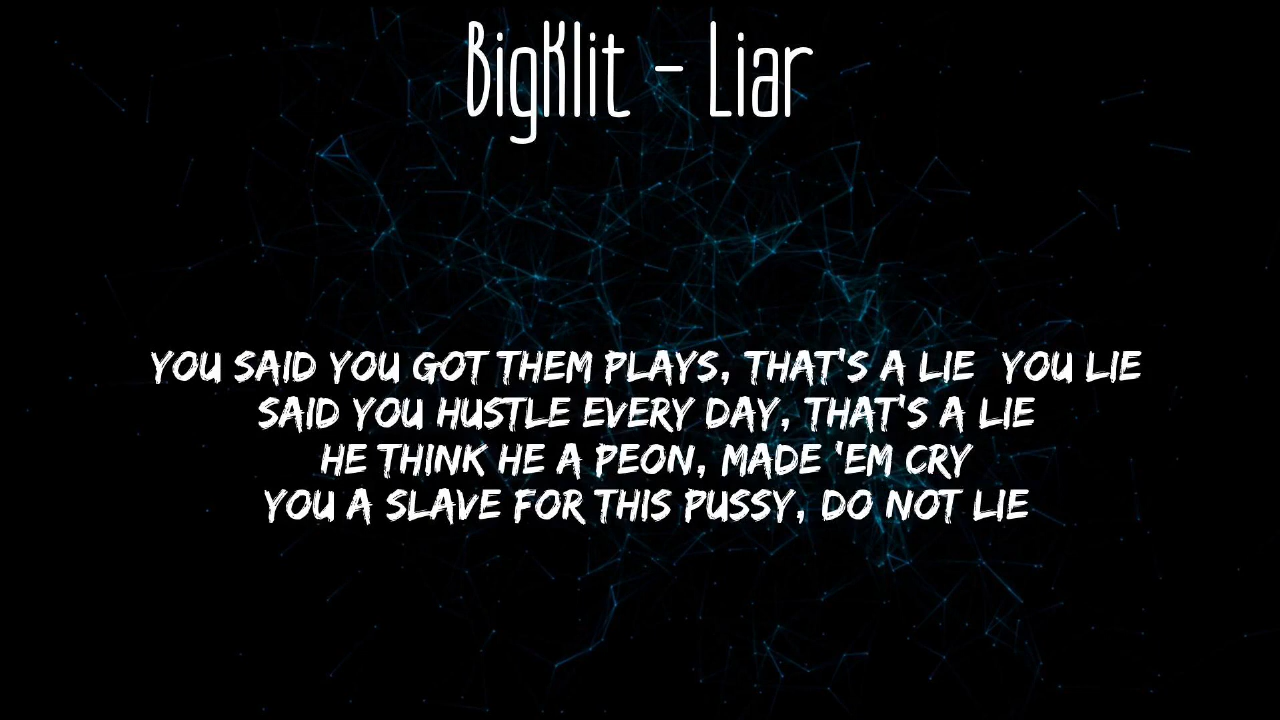 BigKlit - Liar
YOU SAID YOU GOT THEM PLAYS, THAT'S A LIE  YOU LIE
SAID YOU HUSTLE EVERY DAY, THAT'S A LIE
HE THINK HE A PEON, MADE 'EM CRY
YOU A SLAVE FOR THIS PUSSY, DO NOT LIE